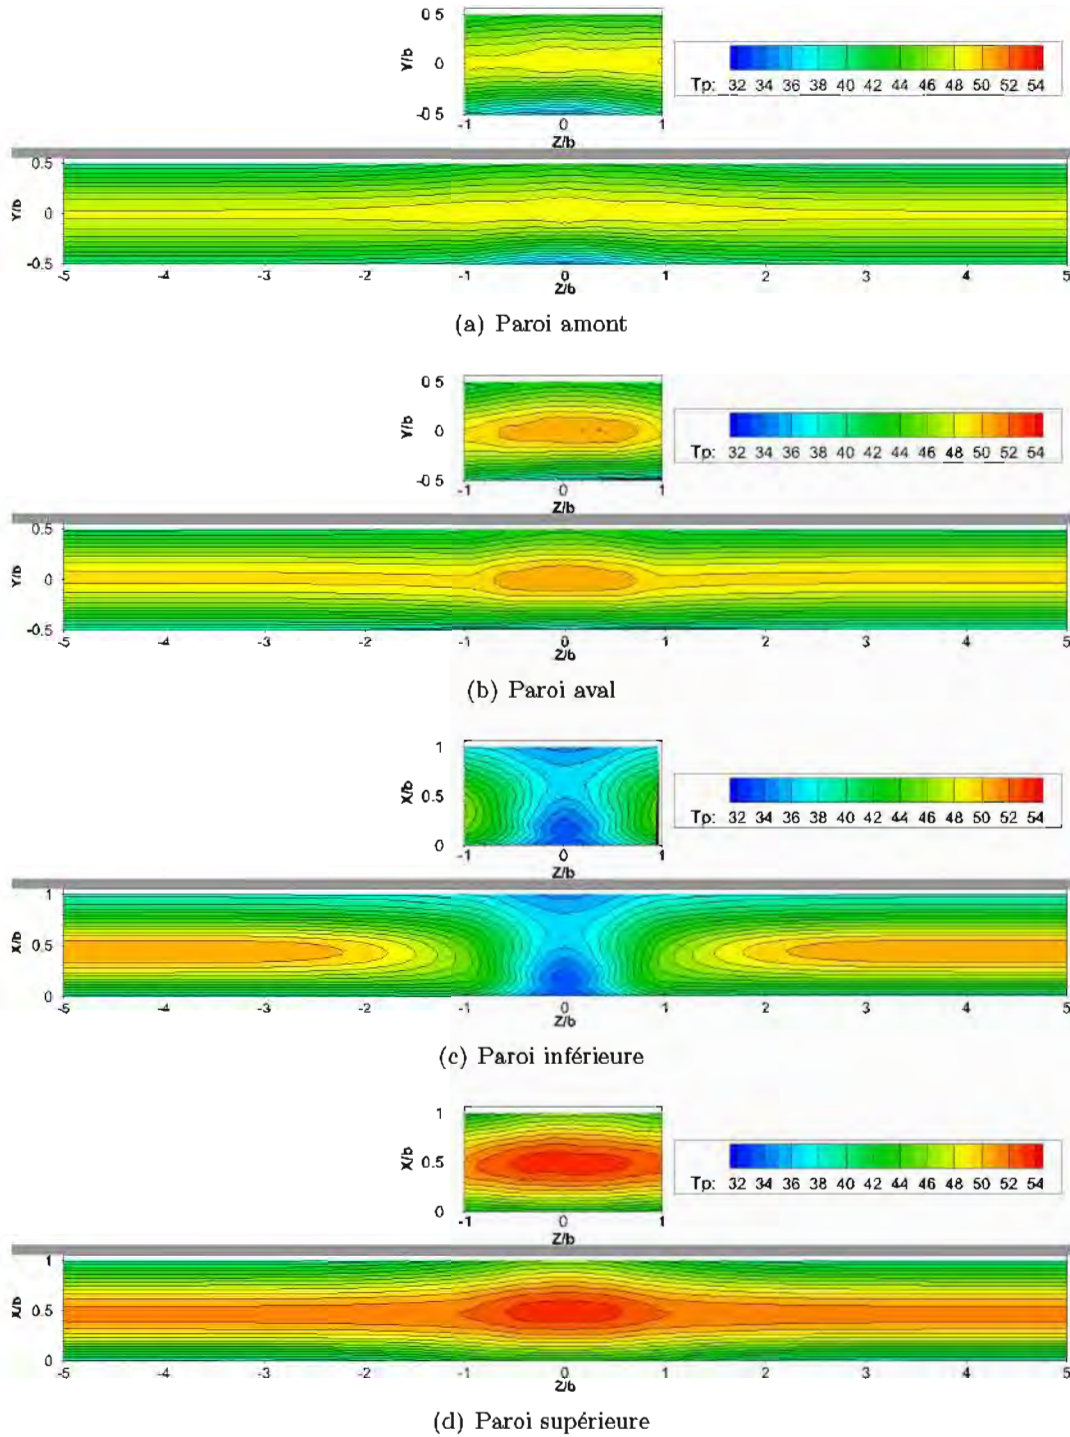 0.5
Y/b 0
-0.5
-1 0 1
Z/b
Tp: 32 34 36 38 40 42 44 46 48 50 52 54
0.5
Y/b 0
-0.5
-5 -4 -3 -2 -1 0 1 2 3 4 5
Z/b
(a) Paroi amont
0.5
Y/b 0
-0.5
-1 0 1
Z/b
Tp: 32 34 36 38 40 42 44 46 48 50 52 54
0.5
Y/b 0
-0.5
-5 -4 -3 -2 -1 0 1 2 3 4 5
Z/b
(b) Paroi aval
1
X/b 0.5
0
-1 0 1
Z/b
Tp: 32 34 36 38 40 42 44 46 48 50 52 54
1
X/b 0.5
0
-5 -4 -3 -2 -1 0 1 2 3 4 5
Z/b
(c) Paroi inférieure
1
X/b 0.5
0
-1 0 1
Z/b
Tp: 32 34 36 38 40 42 44 46 48 50 52 54
1
X/b 0.5
0
-5 -4 -3 -2 -1 0 1 2 3 4 5
Z/b
(d) Paroi supérieure